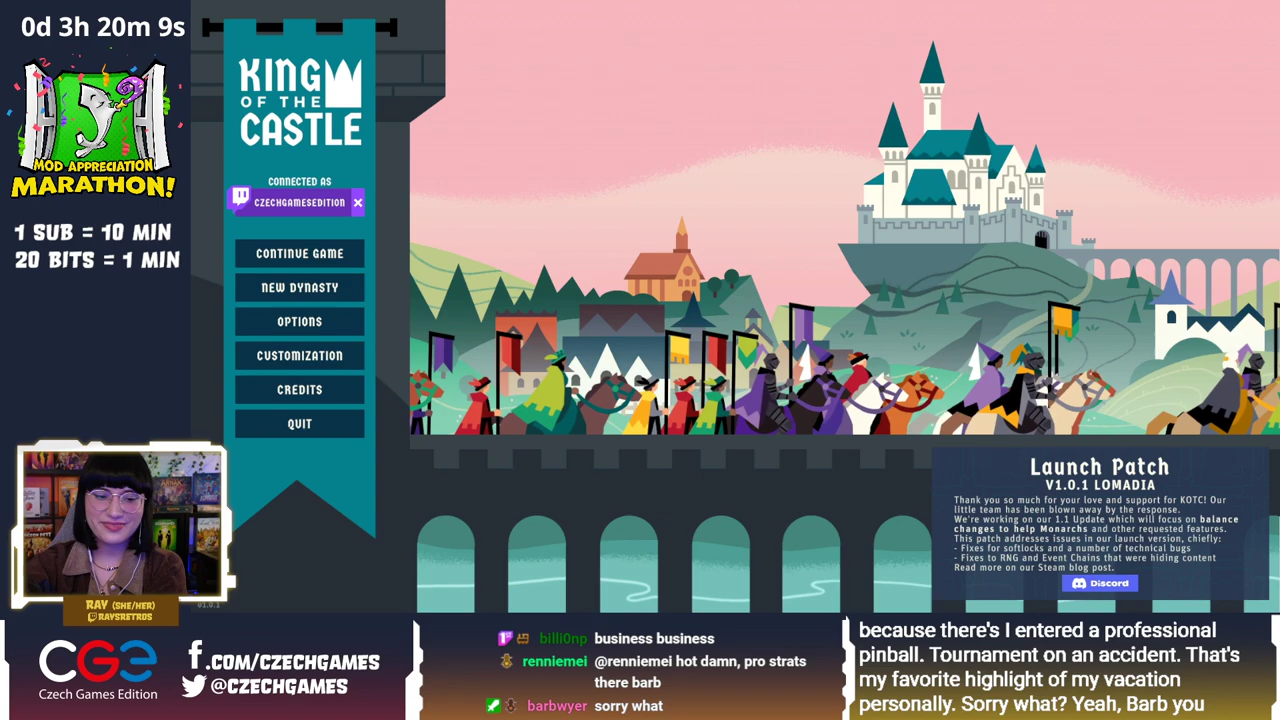 0d 3h 20m 9s
MOD APPRECIATION
MARATHON!
1 SUB = 10 MIN
20 BITS = 1 MIN
KING
OF THE
CASTLE
CONNECTED AS
CZECHGAMESEDITION
CONTINUE GAME
NEW DYNASTY
OPTIONS
CUSTOMIZATION
CREDITS
QUIT
Launch Patch
V1.0.1 LOMADIA
Thank you so much for your love and support for KOTC! Our
little team has been blown away by the response.
We're working on our 1.1 Update which will focus on balance
changes to help Monarchs and other requested features.
This patch addresses issues in our launch version, chiefly:
- Fixes for softlocks and a number of technical bugs
- Fixes to RNG and Event Chains that were hiding content
Read more on our Steam blog post.
Discord
ARNAK
V1.0.1
RAY (SHE/HER)
RAYSRETROS
CGE
Czech Games Edition
f.COM/CZECHGAMES
@CZECHGAMES
billi0np business business
renniemei @renniemei hot damn, pro strats
there barb
barbwyer sorry what
because there's I entered a professional
pinball. Tournament on an accident. That's
my favorite highlight of my vacation
personally. Sorry what? Yeah, Barb you